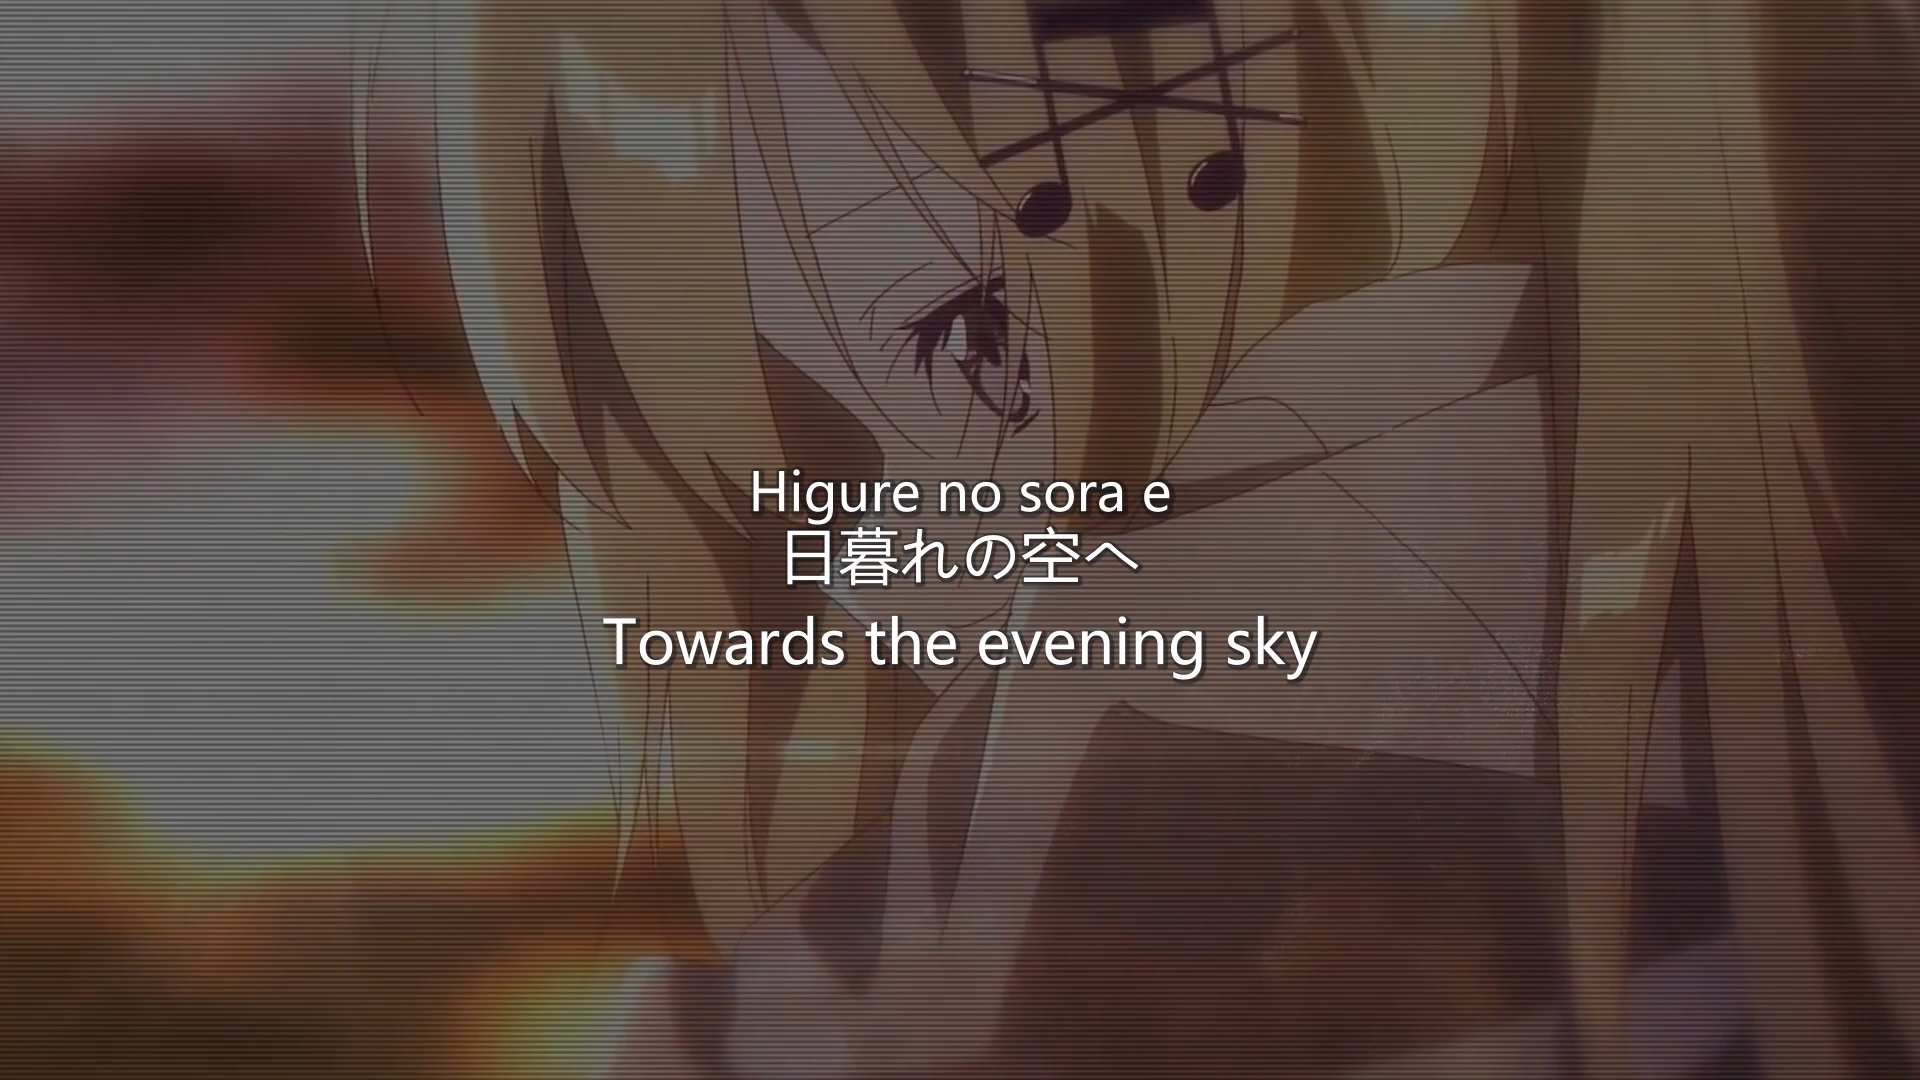 Higure no sora e
日暮れの空へ
Towards the evening sky